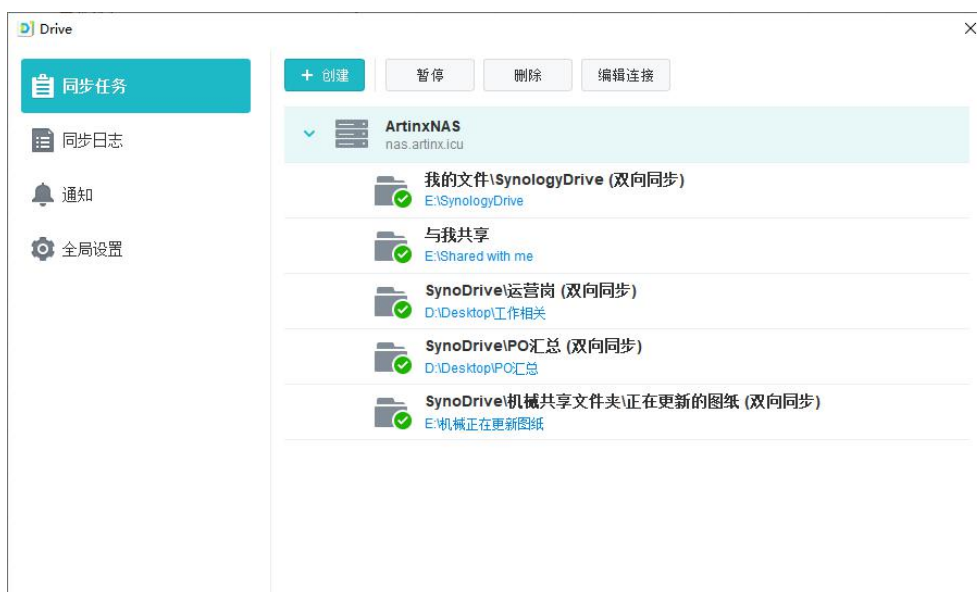 Drive
同步任务
同步日志
通知
全局设置
+ 创建
暂停
删除
编辑连接
ArtinxNAS
nas.artinx.icu
我的文件\SynologyDrive (双向同步)
E:\SynologyDrive
与我共享
E:\Shared with me
SynoDrive\运营岗 (双向同步)
D:\Desktop\工作相关
SynoDrive\PO汇总 (双向同步)
D:\Desktop\PO汇总
SynoDrive\机械共享文件夹\正在更新的图纸 (双向同步)
E:\机械正在更新图纸